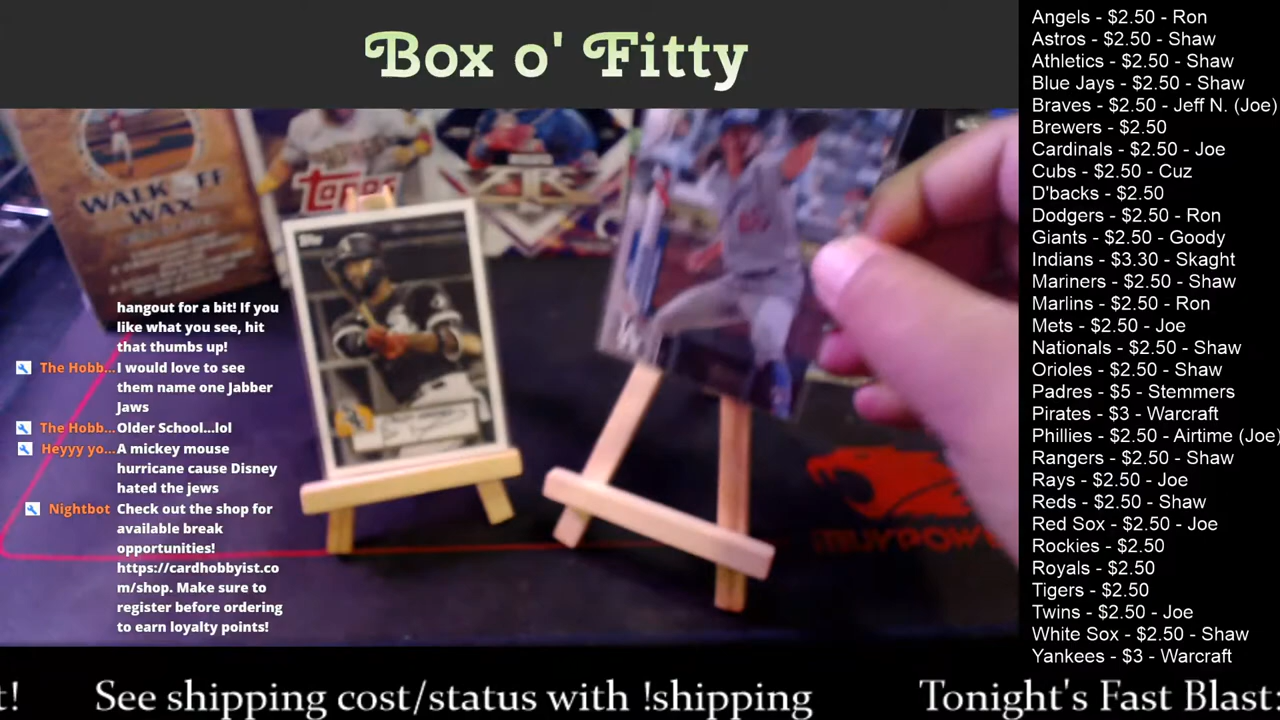 Box o' Fitty
WALK OFF
WAX
Topps
FIRE
hangout for a bit! If you
like what you see, hit
that thumbs up!
The Hobb... I would love to see
them name one Jabber
Jaws
The Hobb... Older School...lol
Heyyy yo... A mickey mouse
hurricane cause Disney
hated the jews
Nightbot Check out the shop for
available break
opportunities!
https://cardhobbyist.co
m/shop. Make sure to
register before ordering
to earn loyalty points!
IBUYPOW
Angels - $2.50 - Ron
Astros - $2.50 - Shaw
Athletics - $2.50 - Shaw
Blue Jays - $2.50 - Shaw
Braves - $2.50 - Jeff N. (Joe)
Brewers - $2.50
Cardinals - $2.50 - Joe
Cubs - $2.50 - Cuz
D'backs - $2.50
Dodgers - $2.50 - Ron
Giants - $2.50 - Goody
Indians - $3.30 - Skaght
Mariners - $2.50 - Shaw
Marlins - $2.50 - Ron
Mets - $2.50 - Joe
Nationals - $2.50 - Shaw
Orioles - $2.50 - Shaw
Padres - $5 - Stemmers
Pirates - $3 - Warcraft
Phillies - $2.50 - Airtime (Joe)
Rangers - $2.50 - Shaw
Rays - $2.50 - Joe
Reds - $2.50 - Shaw
Red Sox - $2.50 - Joe
Rockies - $2.50
Royals - $2.50
Tigers - $2.50
Twins - $2.50 - Joe
White Sox - $2.50 - Shaw
Yankees - $3 - Warcraft
t! See shipping cost/status with !shipping Tonight's Fast Blast: